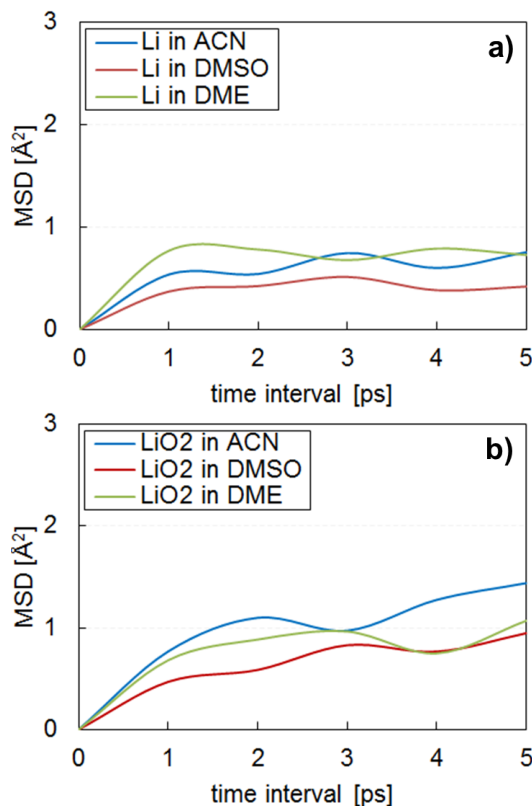 a)
Li in ACN
Li in DMSO
Li in DME
MSD [Å²]
3
2
1
0
0 1 2 3 4 5
time interval [ps]
b)
LiO2 in ACN
LiO2 in DMSO
LiO2 in DME
MSD [Å²]
3
2
1
0
0 1 2 3 4 5
time interval [ps]